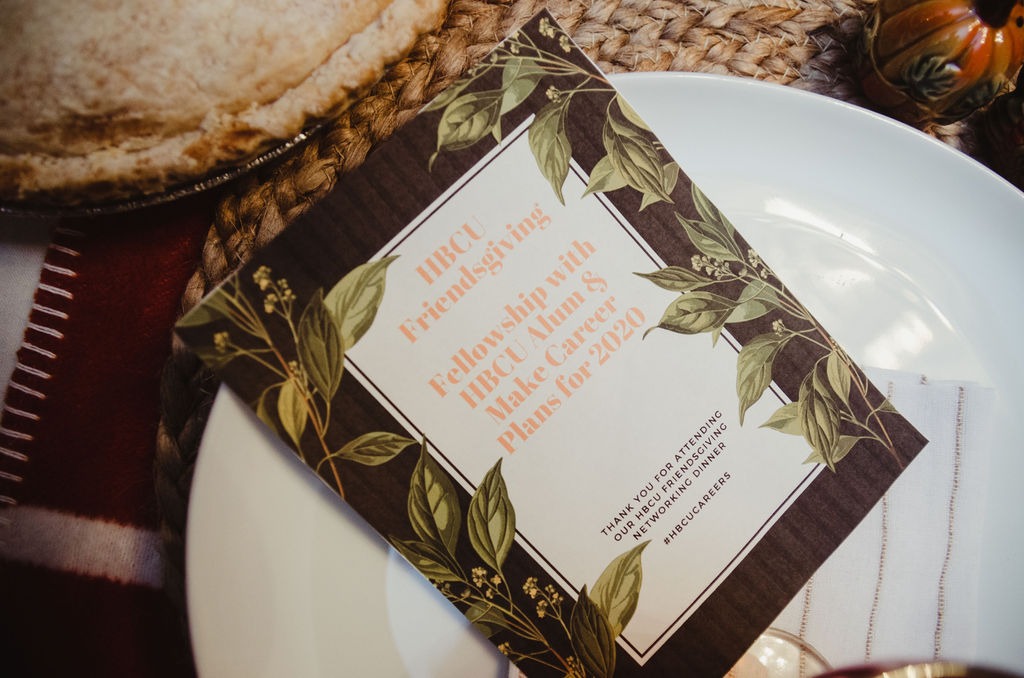 HBCU
Friendsgiving
Fellowship with
HBCU Alum &
Make Career
Plans for 2020
THANK YOU FOR ATTENDING
OUR HBCU FRIENDSGIVING
NETWORKING DINNER
#HBCUCAREERS